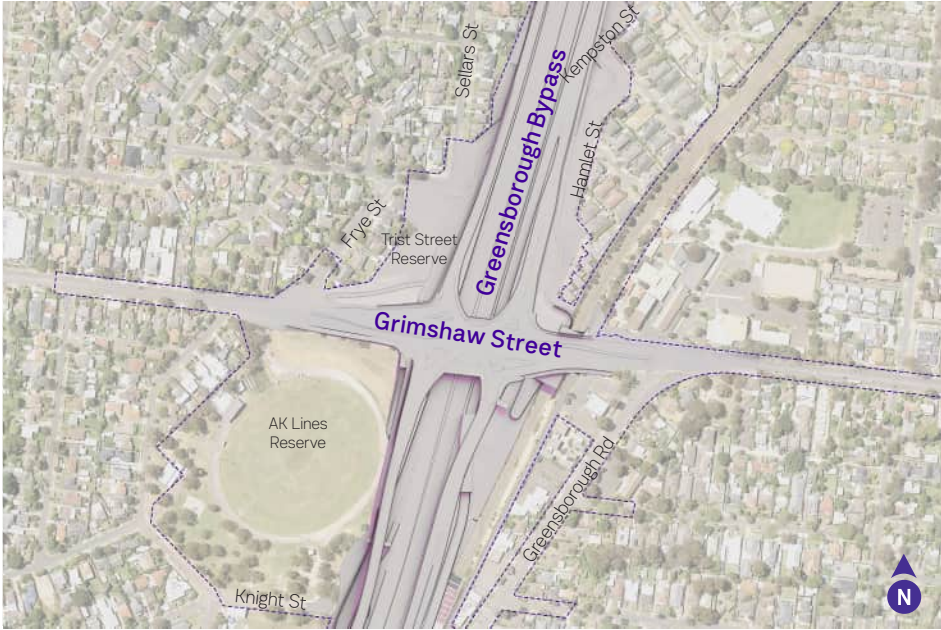 Sellars St
Kempston St
Greensborough Bypass
Hamlet St
Frye St
Trist Street
Reserve
Grimshaw Street
AK Lines
Reserve
Greensborough Rd
Knight St
N